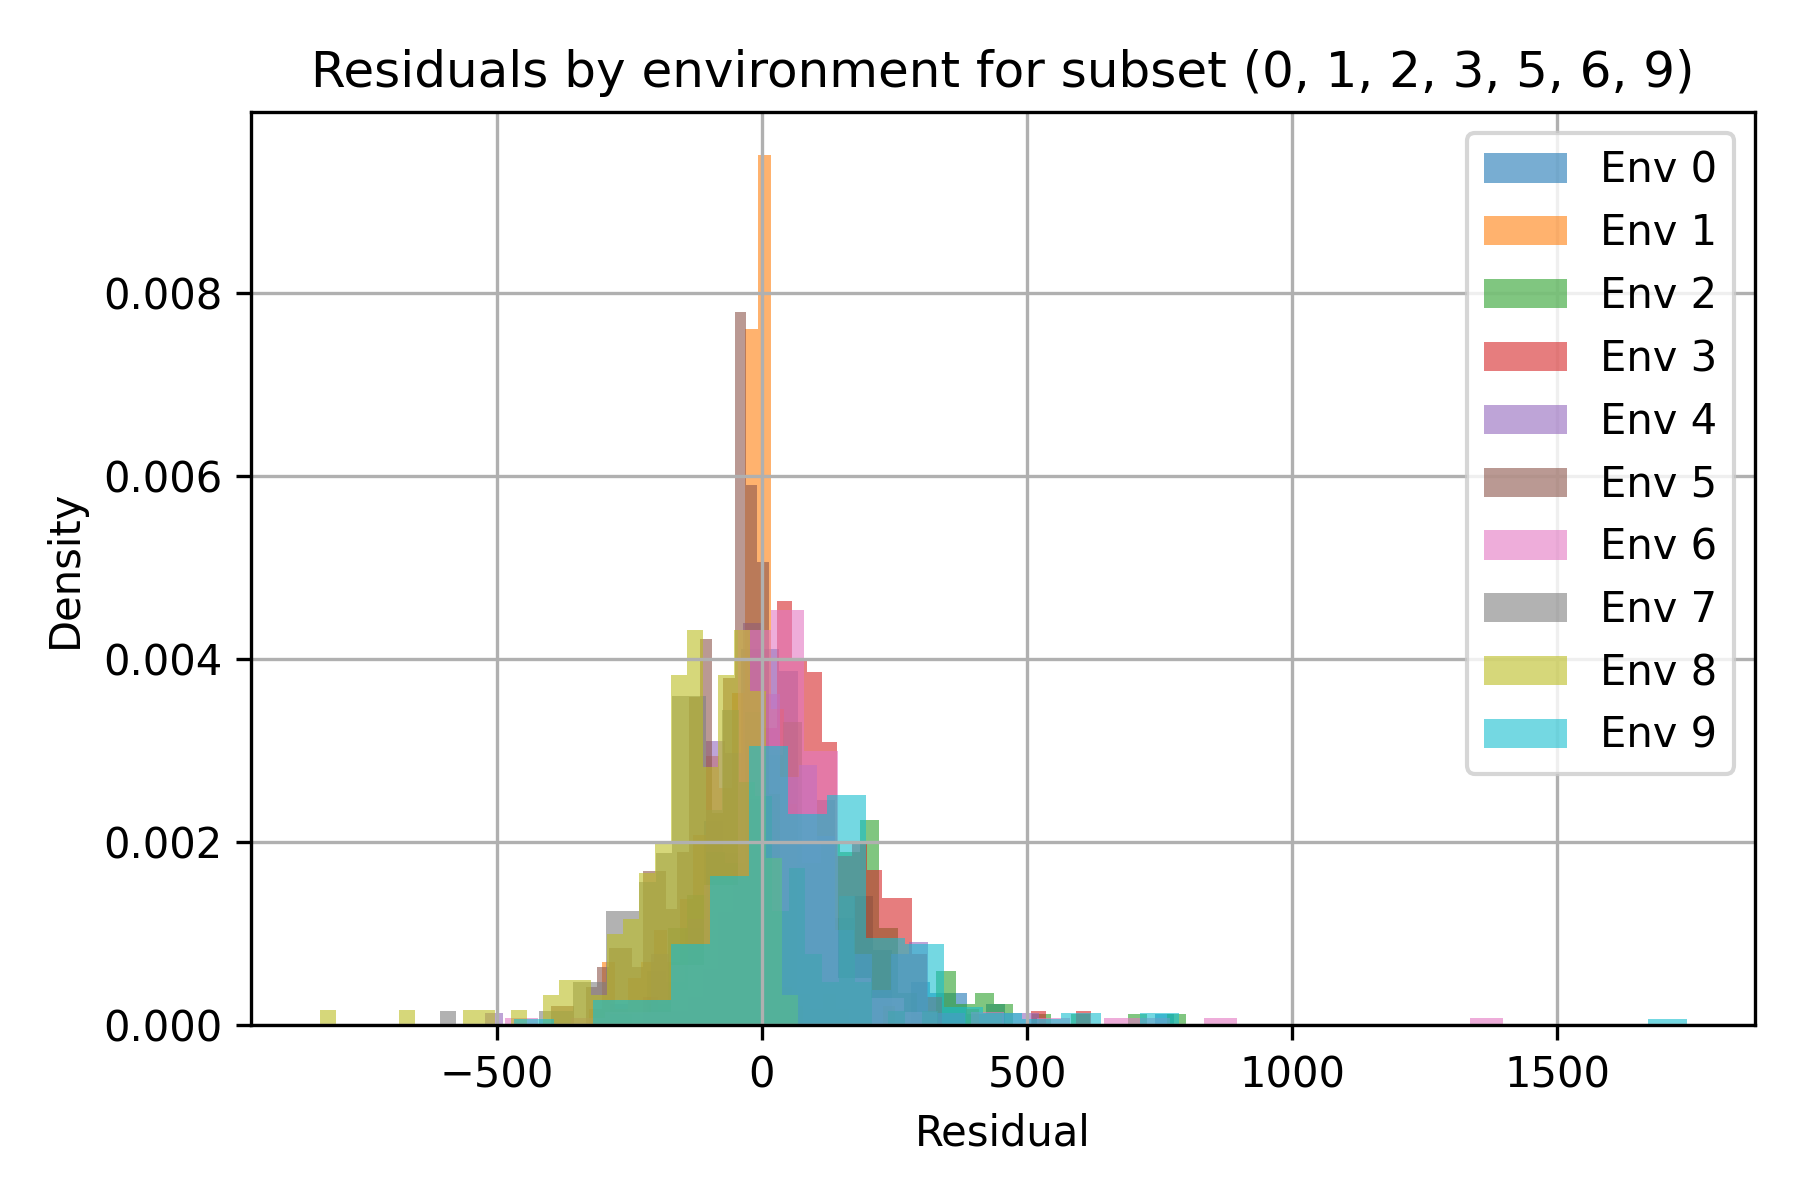 Residuals by environment for subset (0, 1, 2, 3, 5, 6, 9)
Density
0.008
0.006
0.004
0.002
0.000
−500
0
500
1000
1500
Residual
Env 0
Env 1
Env 2
Env 3
Env 4
Env 5
Env 6
Env 7
Env 8
Env 9